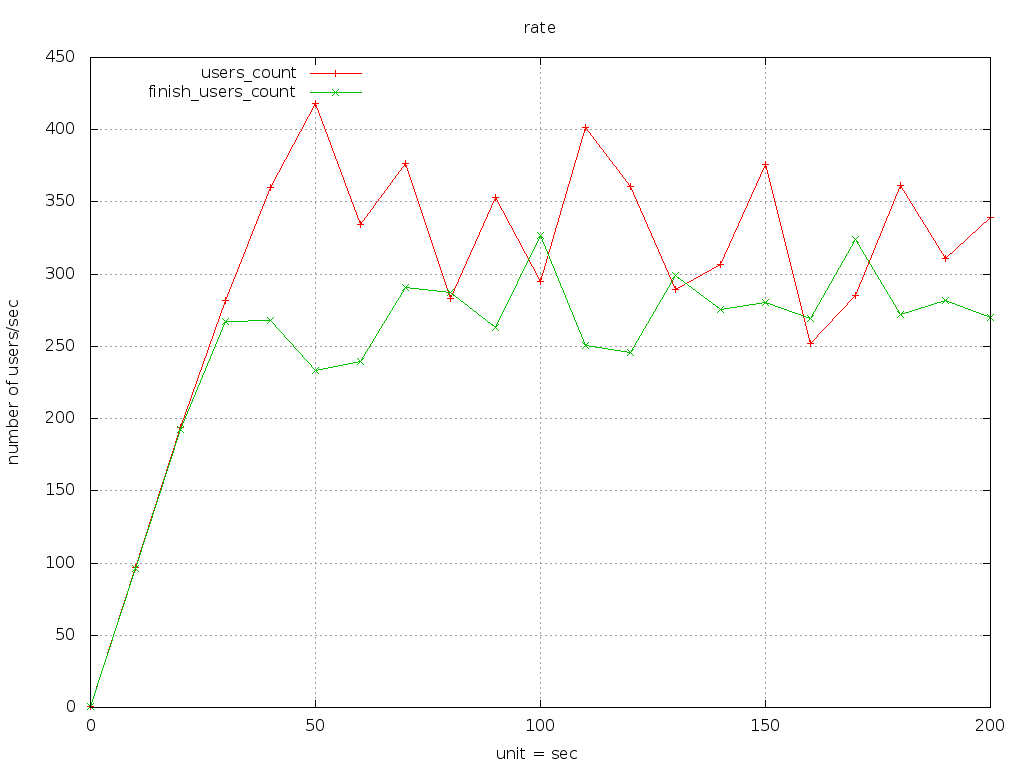 rate
users_count
finish_users_count
450
400
350
300
250
200
150
100
50
0
number of users/sec
0 50 100 150 200
unit = sec